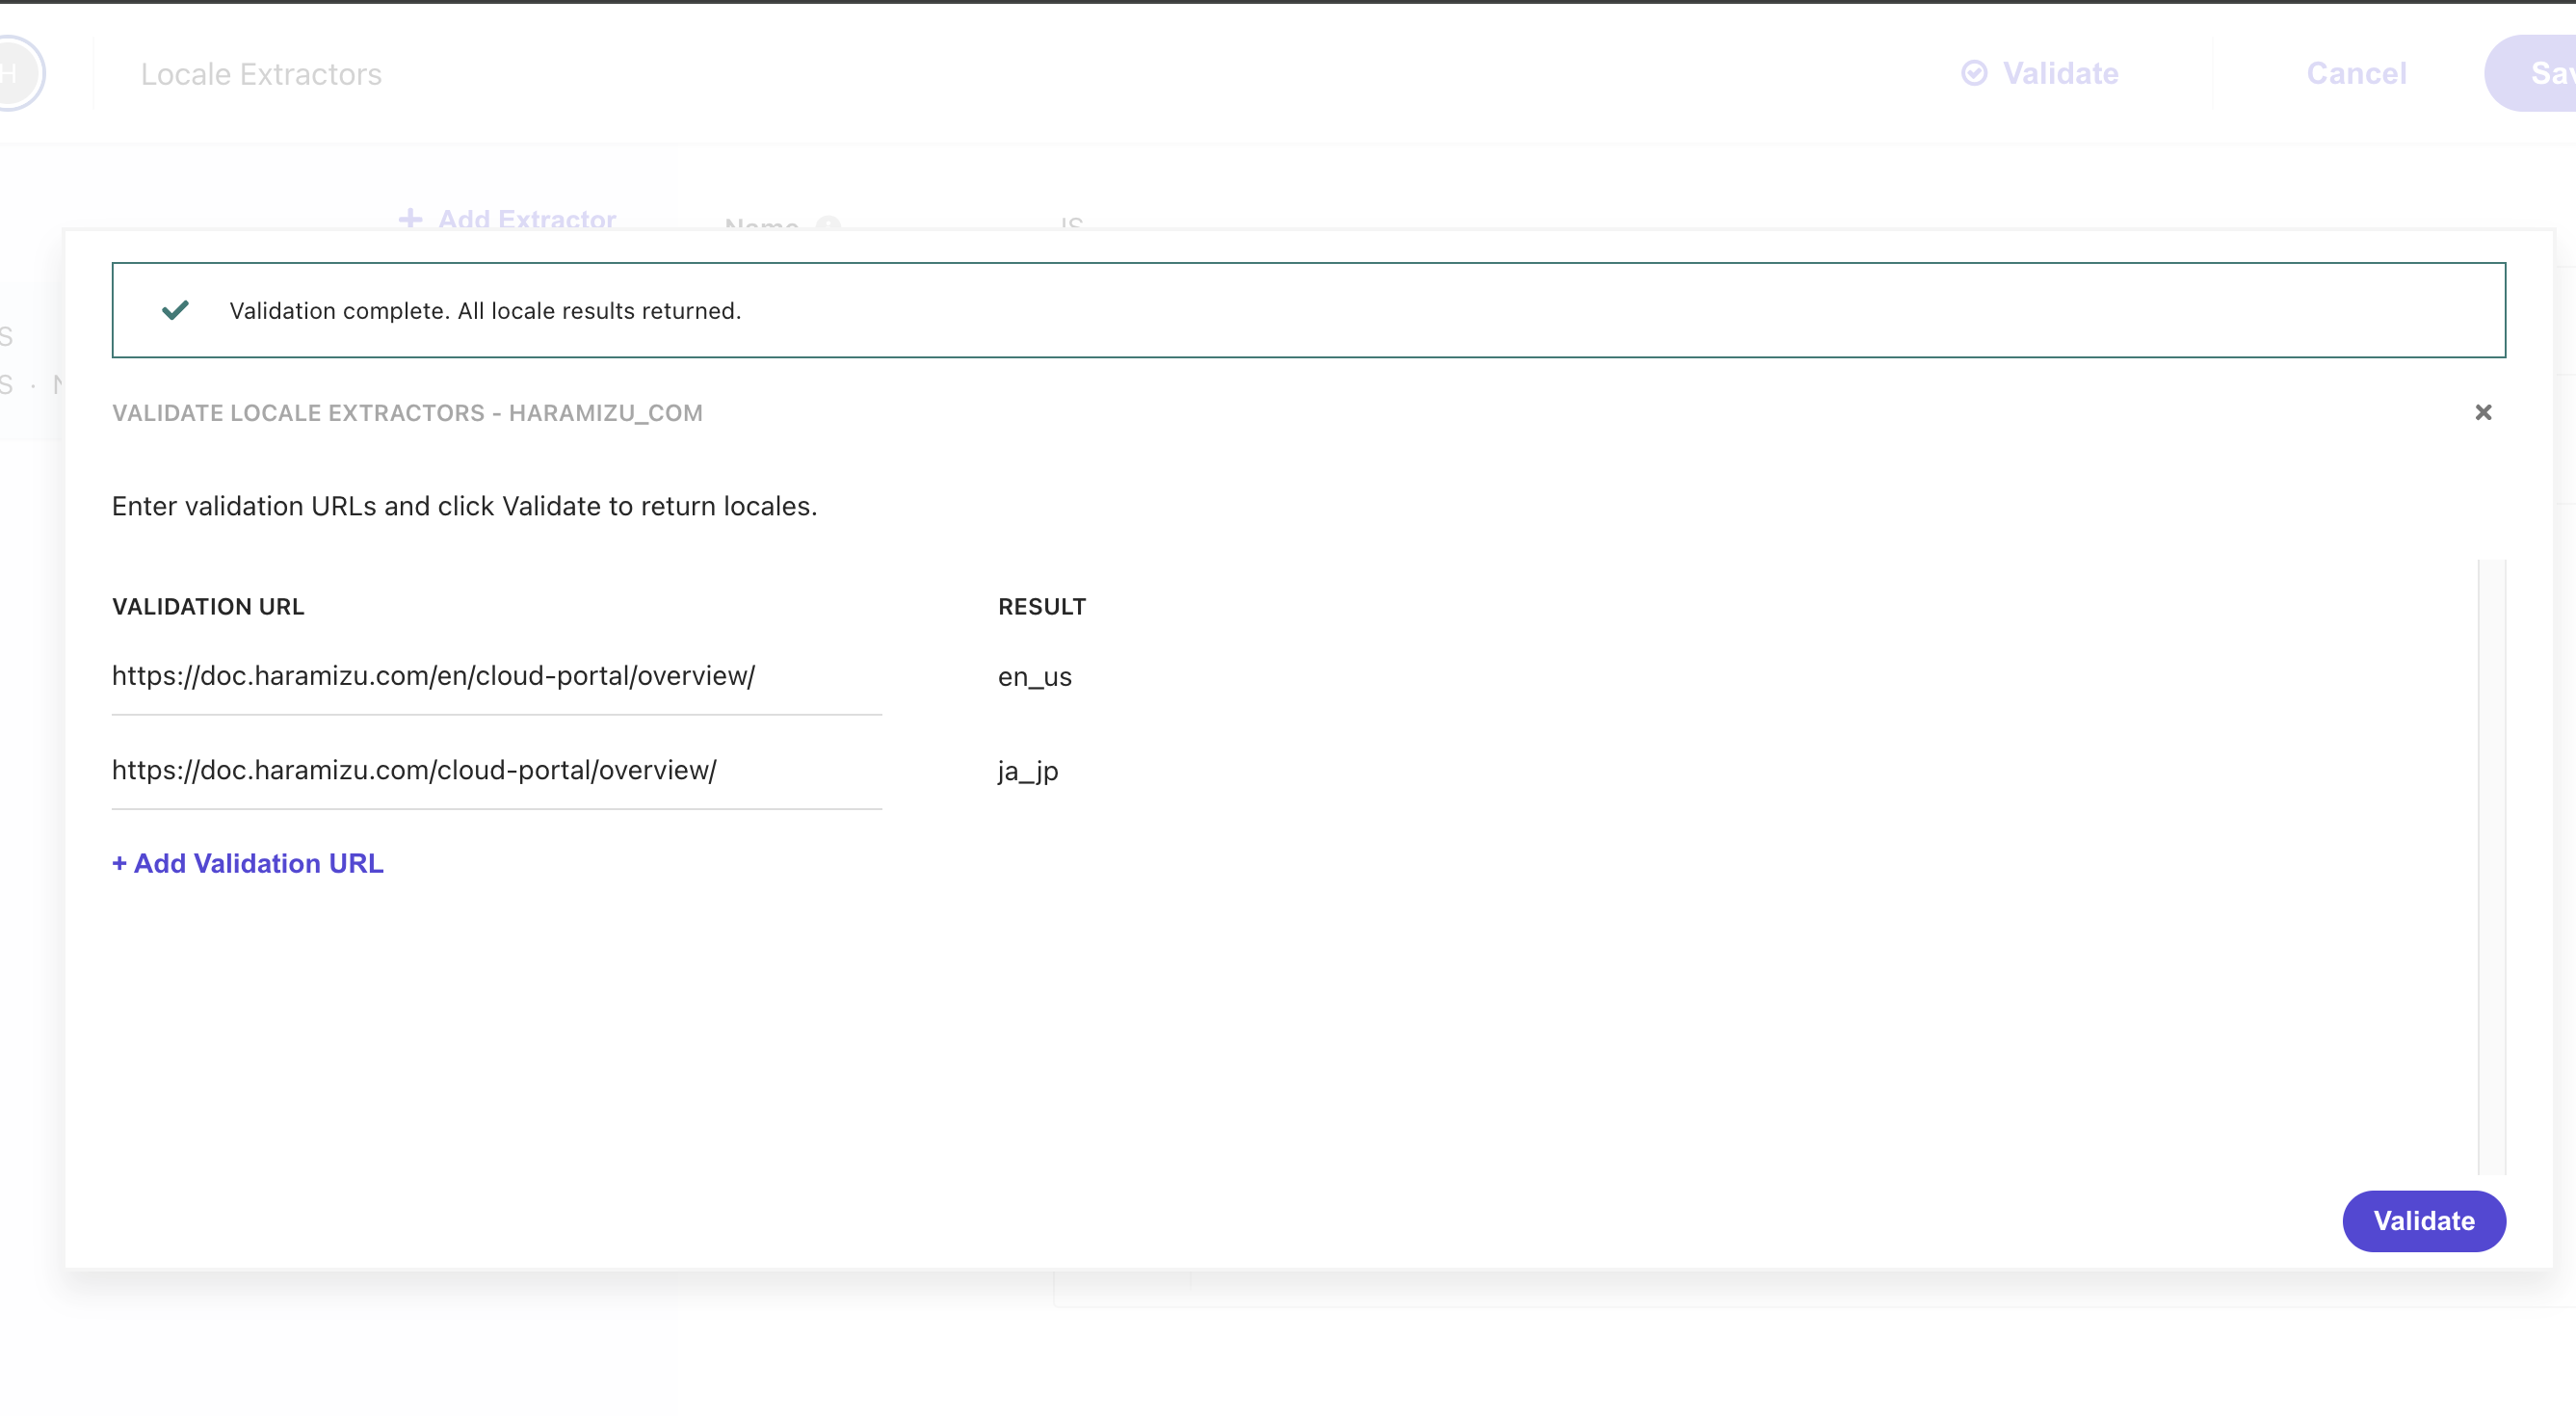 H
Locale Extractors
Validate
Cancel
+ Add Extractor
Name
JS
Validation complete. All locale results returned.
VALIDATE LOCALE EXTRACTORS - HARAMIZU_COM
Enter validation URLs and click Validate to return locales.
VALIDATION URL RESULT
https://doc.haramizu.com/en/cloud-portal/overview/ en_us
https://doc.haramizu.com/cloud-portal/overview/ ja_jp
+ Add Validation URL
Validate